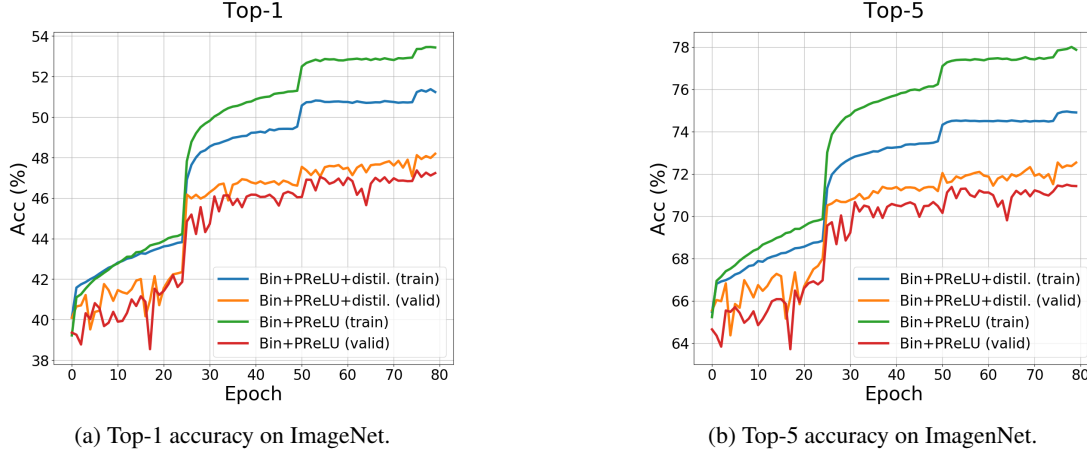 Top-1
Acc (%)
54
52
50
48
46
44
42
40
38
Bin+PReLU+distil. (train)
Bin+PReLU+distil. (valid)
Bin+PReLU (train)
Bin+PReLU (valid)
0 10 20 30 40 50 60 70 80
Epoch
(a) Top-1 accuracy on ImageNet.
Top-5
Acc (%)
78
76
74
72
70
68
66
64
Bin+PReLU+distil. (train)
Bin+PReLU+distil. (valid)
Bin+PReLU (train)
Bin+PReLU (valid)
0 10 20 30 40 50 60 70 80
Epoch
(b) Top-5 accuracy on ImagenNet.